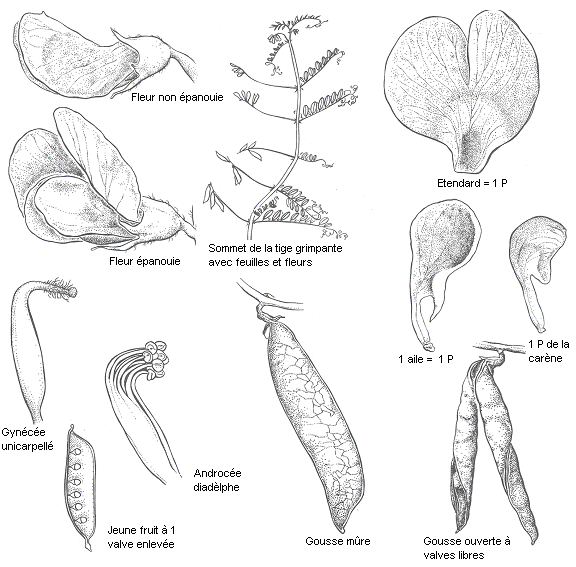 Fleur non épanouie
Etendard = 1 P
Sommet de la tige grimpante
avec feuilles et fleurs
Fleur épanouie
1 aile = 1 P
1 P de la
carène
Gynécée
unicarpellé
Androcée
diadèlphe
Jeune fruit à 1
valve enlevée
Gousse mûre
Gousse ouverte à
valves libres